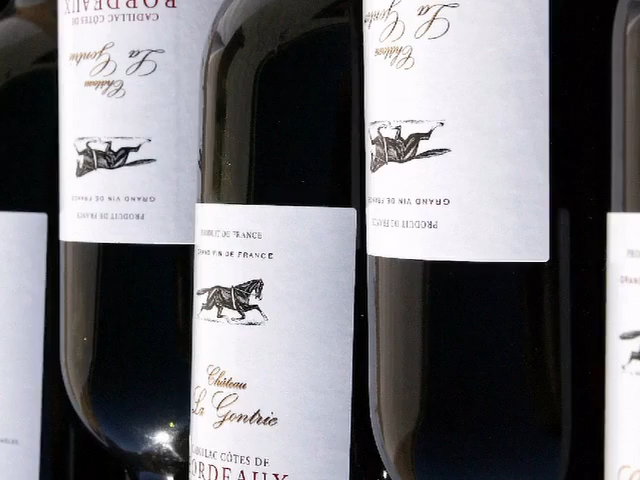 BORDEAUX
CADILLAC CÔTES DE
La Gontrie
Château
GRAND VIN DE FRANCE
PRODUIT DE FRANCE
PRODUIT DE FRANCE
GRAND VIN DE FRANCE
Château
La Gontrie
CADILLAC CÔTES DE
BORDEAUX
La Gontrie
Château
GRAND VIN DE FRANCE
PRODUIT DE FRANCE